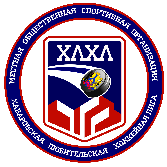 МЕСТНАЯ ОБЩЕСТВЕННАЯ СПОРТИВНАЯ ОРГАНИЗАЦИЯ
ХЛХЛ
ХАБАРОВСКАЯ ЛЮБИТЕЛЬСКАЯ ХОККЕЙНАЯ ЛИГА